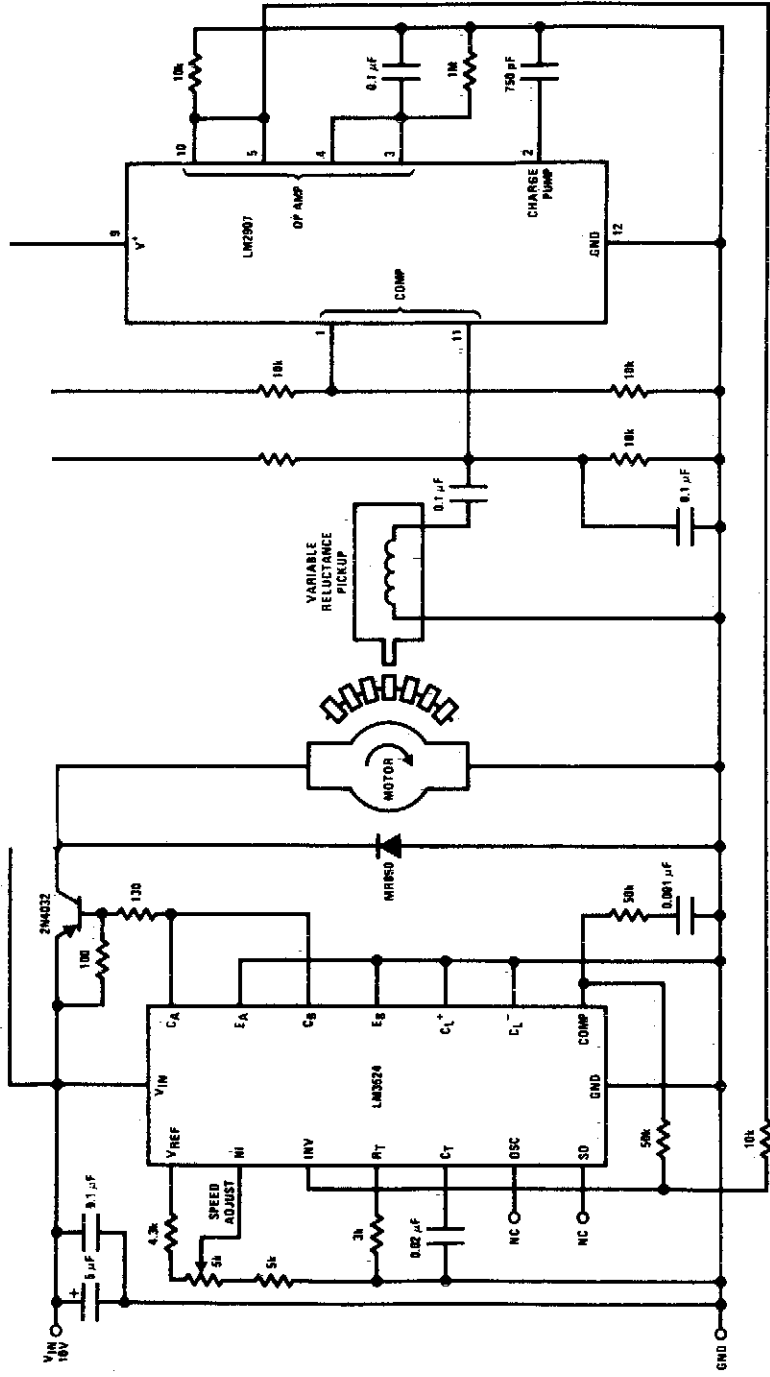 VIN
10V
5 μF
+
0.1 μF
4.3k
5k
SPEED
ADJUST
5k
3k
0.02 μF
NC
NC
GND
VIN
VREF
NI
INV
RT
CT
OSC
SD
LM3524
CA
EA
CB
EB
CL+
CL-
COMP
GND
100
130
2N4032
50k
0.001 μF
50k
10k
MR850
MOTOR
VARIABLE
RELUCTANCE
PICKUP
0.1 μF
0.1 μF
10k
10k
10k
9
V+
LM2907
OP AMP
COMP
CHARGE
PUMP
GND
12
1
11
10
5
4
3
2
10k
0.1 μF
1M
750 pF